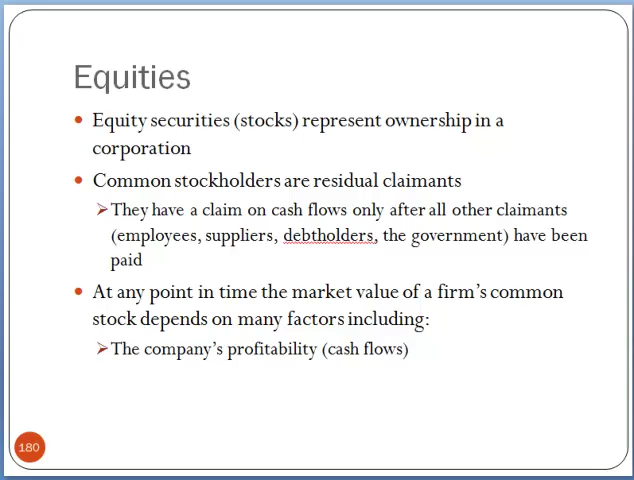 Equities
Equity securities (stocks) represent ownership in a
corporation
Common stockholders are residual claimants
They have a claim on cash flows only after all other claimants
(employees, suppliers, debtholders, the government) have been
paid
At any point in time the market value of a firm's common
stock depends on many factors including:
The company's profitability (cash flows)
180